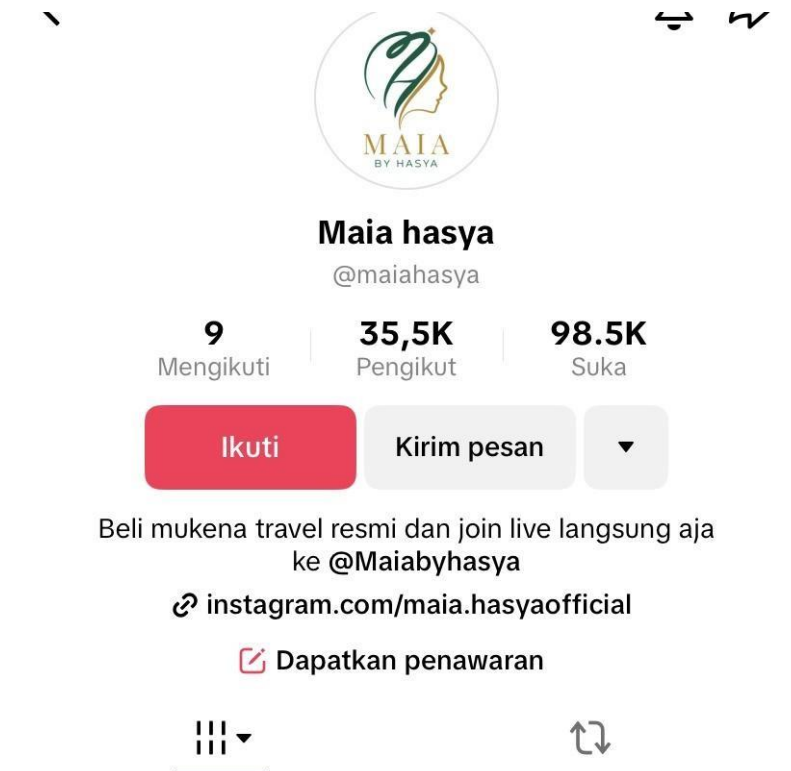 MAIA
BY HASYA
Maia hasya
@maiahasya
9
Mengikuti
35,5K
Pengikut
98.5K
Suka
Ikuti
Kirim pesan
Beli mukena travel resmi dan join live langsung aja
ke @Maiabyhasya
instagram.com/maia.hasyaofficial
Dapatkan penawaran